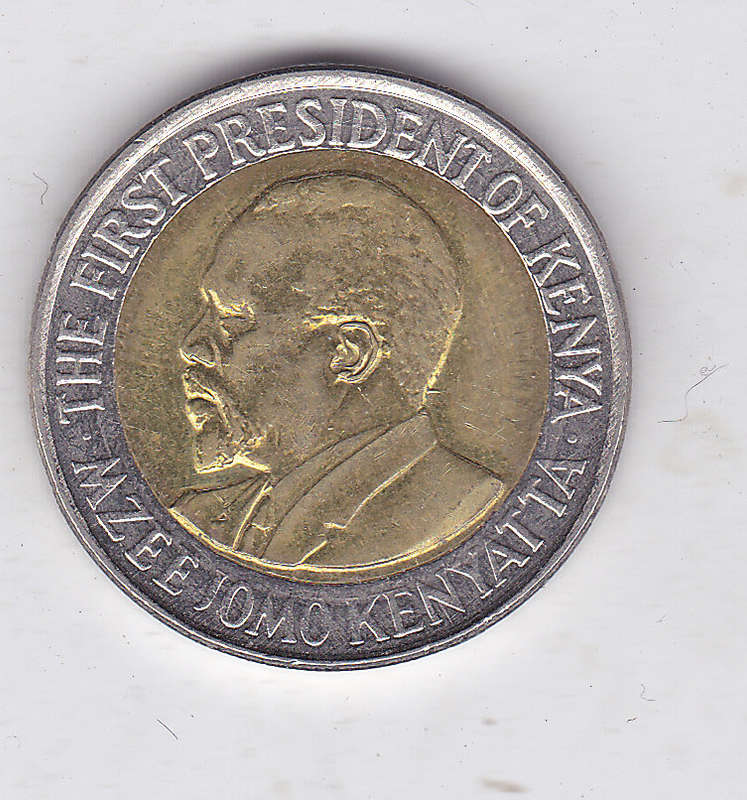 THE FIRST PRESIDENT OF KENYA
MZEE JOMO KENYATTA